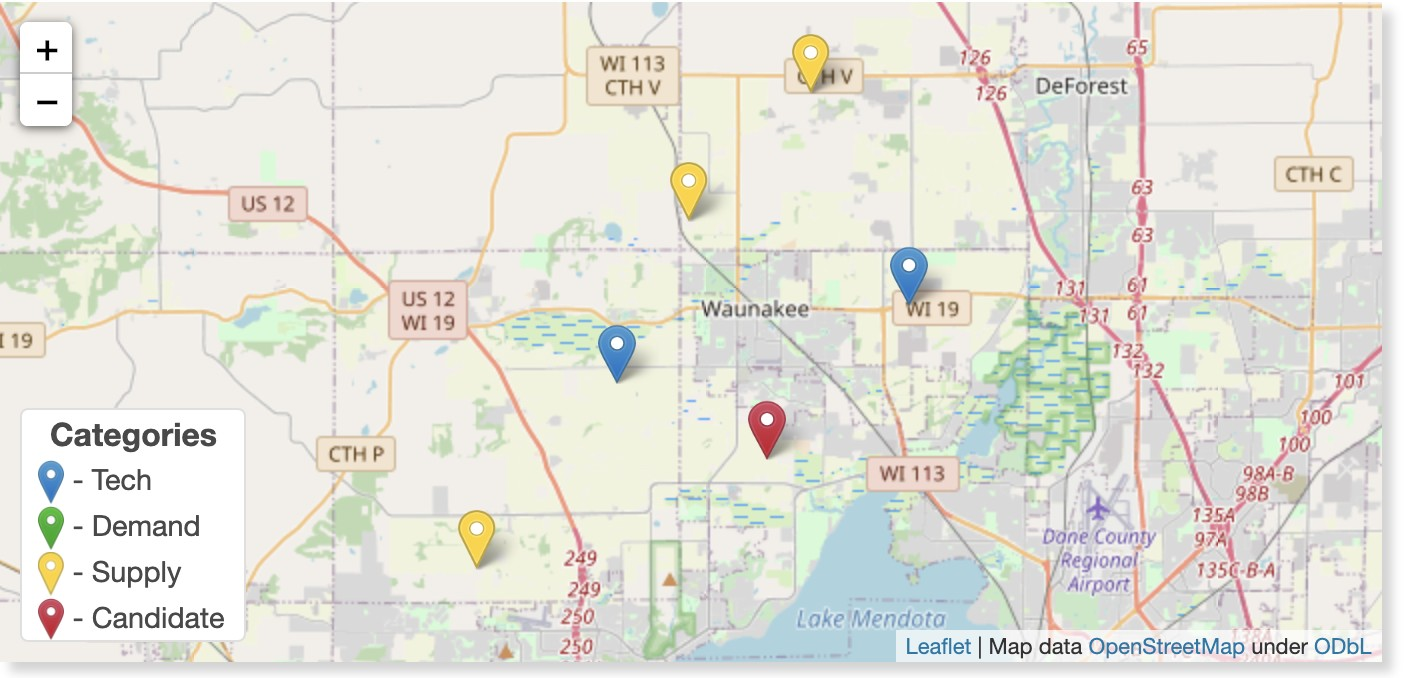 +
−
WI 113
CTH V
CTH V
126
126
65
DeForest
US 12
63
63
CTH C
US 12
WI 19
Waunakee
WI 19
131
131
61
61
I 19
132
132
101
100
100
CTH P
WI 113
98A-B
98B
135A
97A
135C-B-A
Dane County
Regional
Airport
249
249
250
250
Lake Mendota
138A
Categories
- Tech
- Demand
- Supply
- Candidate
Leaflet | Map data OpenStreetMap under ODbL